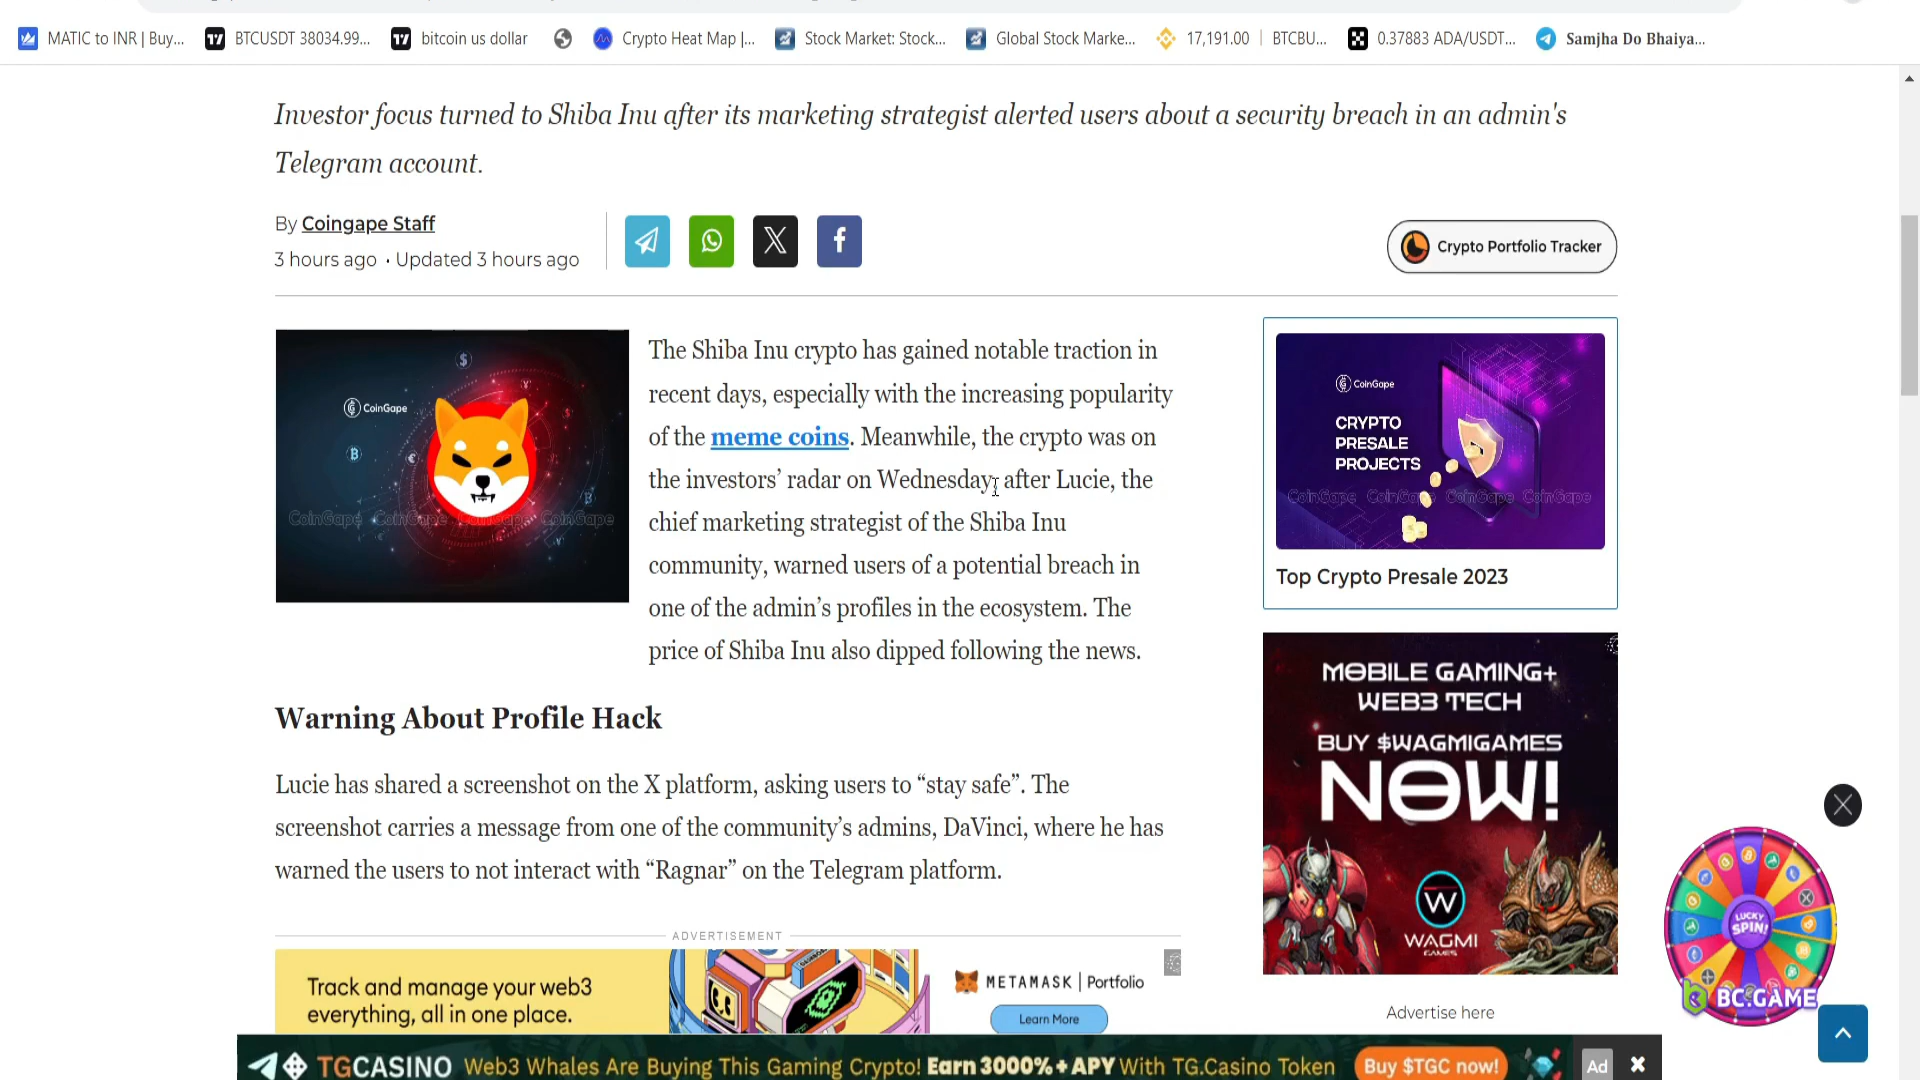 MATIC to INR | Buy...
BTCUSDT 38034.99...
bitcoin us dollar
Crypto Heat Map |...
Stock Market: Stock...
Global Stock Marke...
17,191.00 | BTCBU...
0.37883 ADA/USDT...
Samjha Do Bhaiya...
Investor focus turned to Shiba Inu after its marketing strategist alerted users about a security breach in an admin's
Telegram account.
By Coingape Staff
3 hours ago • Updated 3 hours ago
Crypto Portfolio Tracker
CoinGape
The Shiba Inu crypto has gained notable traction in
recent days, especially with the increasing popularity
of the meme coins. Meanwhile, the crypto was on
the investors’ radar on Wednesday, after Lucie, the
chief marketing strategist of the Shiba Inu
community, warned users of a potential breach in
one of the admin’s profiles in the ecosystem. The
price of Shiba Inu also dipped following the news.
CoinGape
CRYPTO
PRESALE
PROJECTS
CoinGape CoinGape CoinGape CoinGape
Top Crypto Presale 2023
Warning About Profile Hack
Lucie has shared a screenshot on the X platform, asking users to “stay safe”. The
screenshot carries a message from one of the community’s admins, DaVinci, where he has
warned the users to not interact with “Ragnar” on the Telegram platform.
MOBILE GAMING+
WEB3 TECH
BUY $WAGMIGAMES
NOW!
WAGMI
GAMES
Advertise here
LUCKY
SPIN!
BC.GAME
ADVERTISEMENT
Track and manage your web3
everything, all in one place.
METAMASK | Portfolio
Learn More
TGCASINO Web3 Whales Are Buying This Gaming Crypto! Earn 3000%+APY With TG.Casino Token Buy $TGC now! Ad